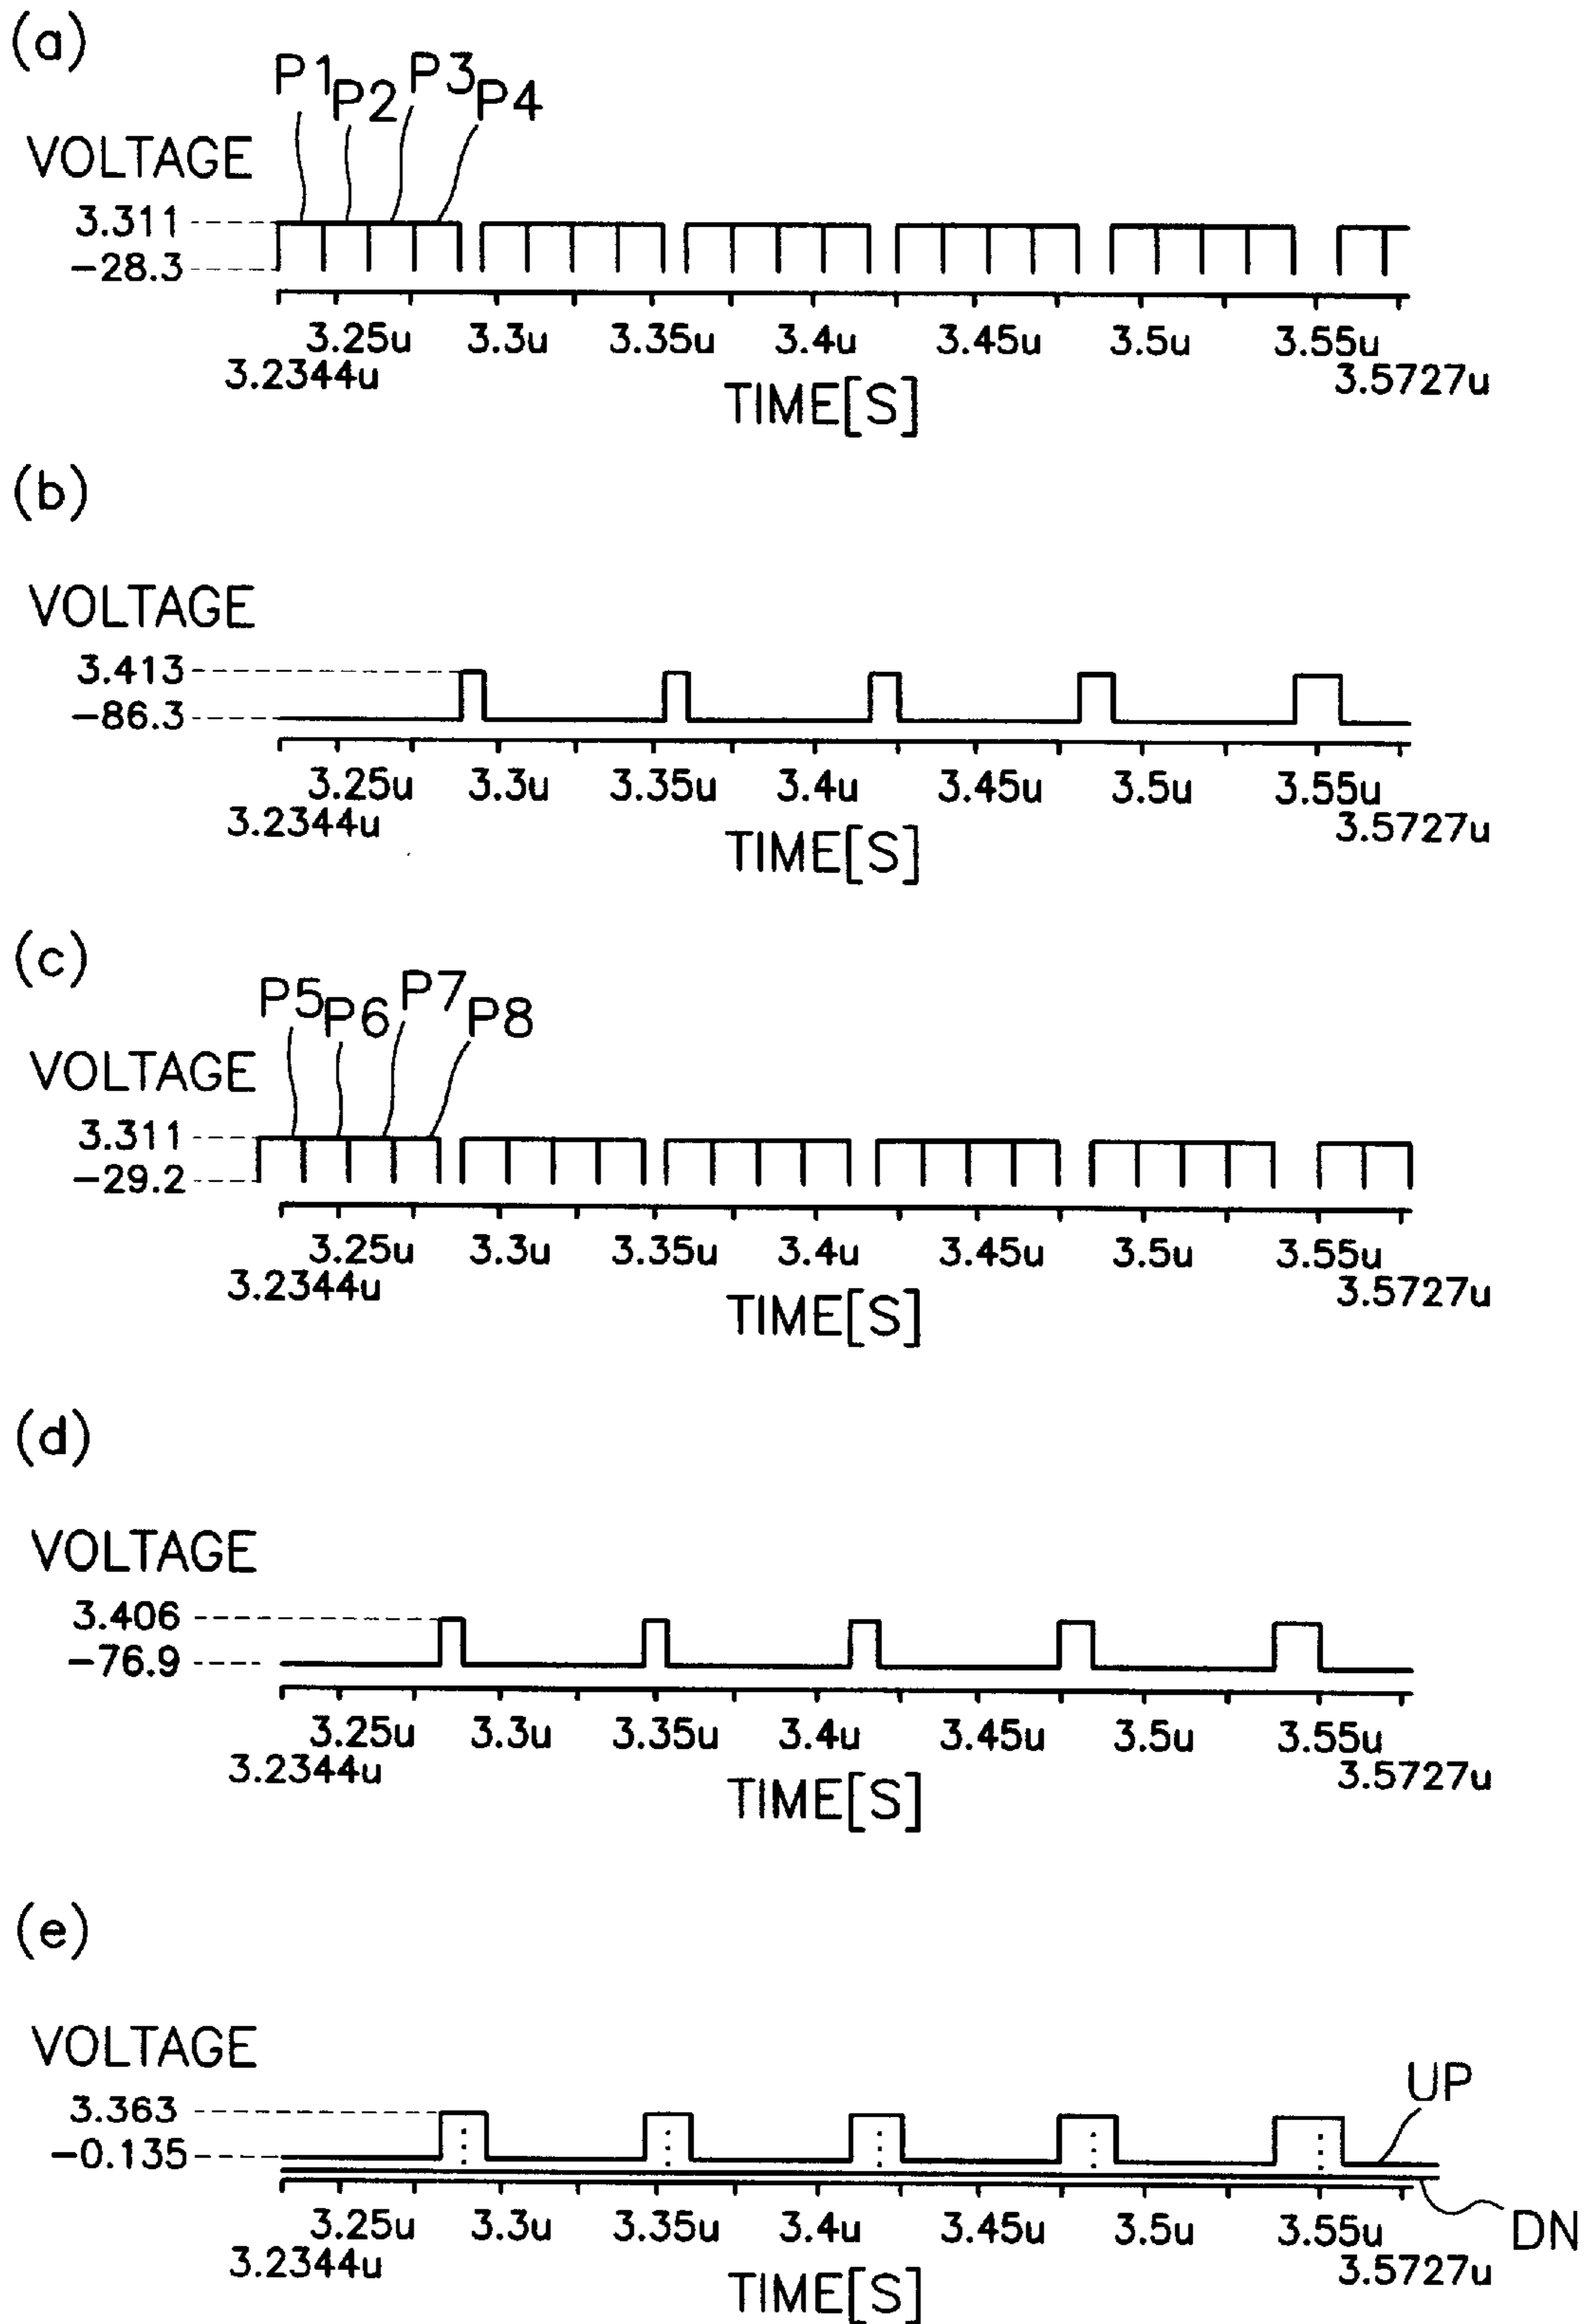 (a)
P1 P2 P3 P4
VOLTAGE
3.311
-28.3
3.25u 3.3u 3.35u 3.4u 3.45u 3.5u 3.55u
3.2344u 3.5727u
TIME[S]
(b)
VOLTAGE
3.413
-86.3
3.25u 3.3u 3.35u 3.4u 3.45u 3.5u 3.55u
3.2344u 3.5727u
TIME[S]
(c)
P5 P6 P7 P8
VOLTAGE
3.311
-29.2
3.25u 3.3u 3.35u 3.4u 3.45u 3.5u 3.55u
3.2344u 3.5727u
TIME[S]
(d)
VOLTAGE
3.406
-76.9
3.25u 3.3u 3.35u 3.4u 3.45u 3.5u 3.55u
3.2344u 3.5727u
TIME[S]
(e)
VOLTAGE
UP
3.363
-0.135
3.25u 3.3u 3.35u 3.4u 3.45u 3.5u 3.55u
DN
3.2344u 3.5727u
TIME[S]